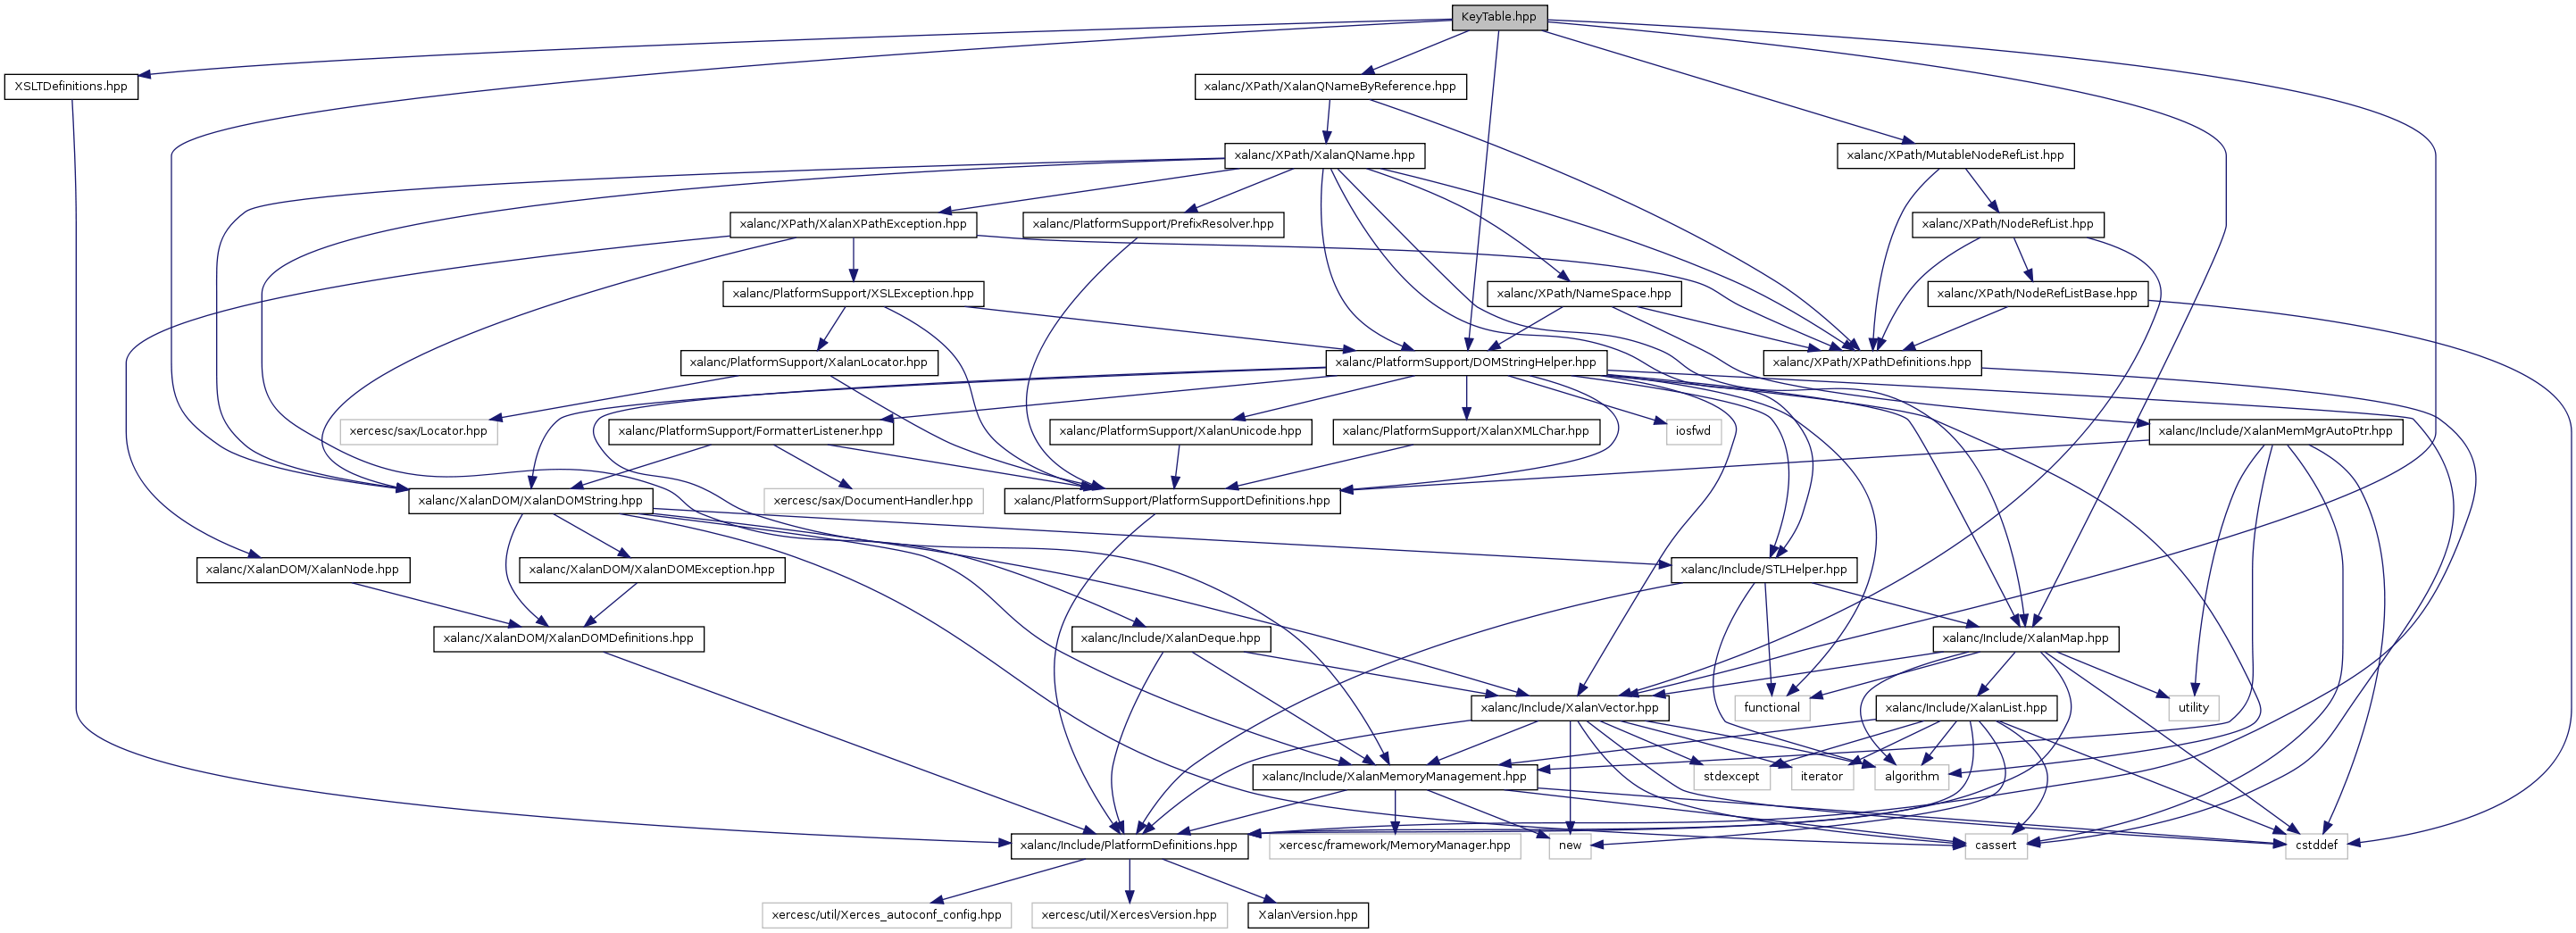 KeyTable.hpp
XSLTDefinitions.hpp
xalanc/XPath/XalanQNameByReference.hpp
xalanc/XPath/XalanQName.hpp
xalanc/XPath/MutableNodeRefList.hpp
xalanc/XPath/XalanXPathException.hpp
xalanc/PlatformSupport/PrefixResolver.hpp
xalanc/XPath/NodeRefList.hpp
xalanc/PlatformSupport/XSLException.hpp
xalanc/XPath/NameSpace.hpp
xalanc/XPath/NodeRefListBase.hpp
xalanc/PlatformSupport/XalanLocator.hpp
xalanc/PlatformSupport/DOMStringHelper.hpp
xalanc/XPath/XPathDefinitions.hpp
xercesc/sax/Locator.hpp
xalanc/PlatformSupport/FormatterListener.hpp
xalanc/PlatformSupport/XalanUnicode.hpp
xalanc/PlatformSupport/XalanXMLChar.hpp
iosfwd
xalanc/Include/XalanMemMgrAutoPtr.hpp
xalanc/XalanDOM/XalanDOMString.hpp
xercesc/sax/DocumentHandler.hpp
xalanc/PlatformSupport/PlatformSupportDefinitions.hpp
xalanc/XalanDOM/XalanNode.hpp
xalanc/XalanDOM/XalanDOMException.hpp
xalanc/Include/STLHelper.hpp
xalanc/XalanDOM/XalanDOMDefinitions.hpp
xalanc/Include/XalanDeque.hpp
xalanc/Include/XalanMap.hpp
xalanc/Include/XalanVector.hpp
functional
xalanc/Include/XalanList.hpp
utility
xalanc/Include/XalanMemoryManagement.hpp
stdexcept
iterator
algorithm
xalanc/Include/PlatformDefinitions.hpp
xercesc/framework/MemoryManager.hpp
new
cassert
cstddef
xercesc/util/Xerces_autoconf_config.hpp
xercesc/util/XercesVersion.hpp
XalanVersion.hpp